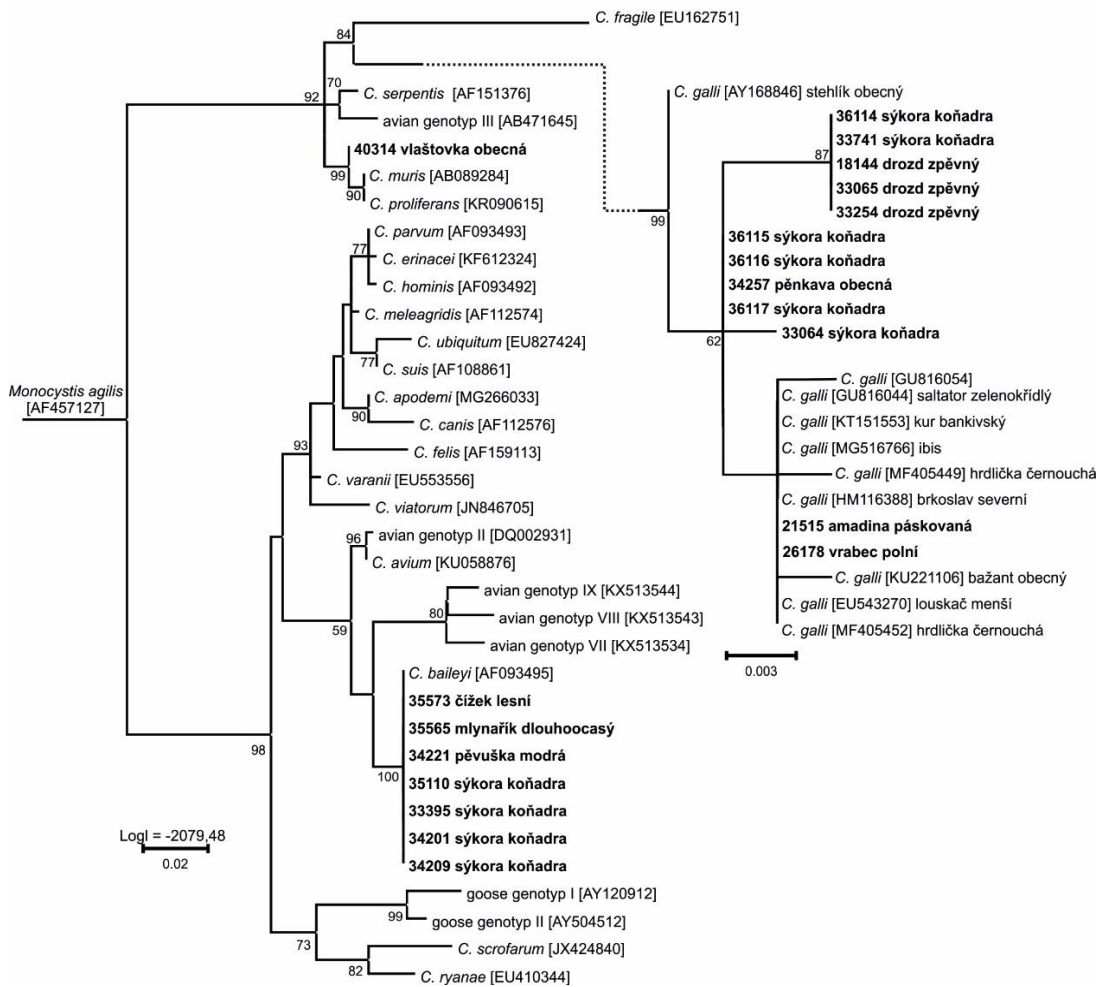 C. fragile [EU162751]
84
70
92
C. serpentis [AF151376]
avian genotyp III [AB471645]
40314 vlaštovka obecná
99
C. muris [AB089284]
90
C. proliferans [KR090615]
C. parvum [AF093493]
77
C. erinacei [KF612324]
C. hominis [AF093492]
C. meleagridis [AF112574]
C. ubiquitum [EU827424]
77
C. suis [AF108861]
Monocystis agilis
[AF457127]
C. apodemi [MG266033]
90
C. canis [AF112576]
93
C. felis [AF159113]
C. varanii [EU553556]
C. viatorum [JN846705]
avian genotyp II [DQ002931]
96
C. avium [KU058876]
avian genotyp IX [KX513544]
59
80
avian genotyp VIII [KX513543]
avian genotyp VII [KX513534]
C. baileyi [AF093495]
35573 čížek lesní
35565 mlynařík dlouhoocasý
34221 pěvuška modrá
98
100
35110 sýkora koňadra
33395 sýkora koňadra
34201 sýkora koňadra
34209 sýkora koňadra
Logl = -2079,48
0.02
goose genotyp I [AY120912]
99
goose genotyp II [AY504512]
73
C. scrofarum [JX424840]
82
C. ryanae [EU410344]
C. galli [AY168846] stehlík obecný
36114 sýkora koňadra
33741 sýkora koňadra
87
18144 drozd zpěvný
33065 drozd zpěvný
33254 drozd zpěvný
99
36115 sýkora koňadra
36116 sýkora koňadra
34257 pěnkava obecná
36117 sýkora koňadra
62
33064 sýkora koňadra
C. galli [GU816054]
C. galli [GU816044] saltator zelenokřídlý
C. galli [KT151553] kur bankivský
C. galli [MG516766] ibis
C. galli [MF405449] hrdlička černouchá
C. galli [HM116388] brkoslav severní
21515 amadina páskovaná
26178 vrabec polní
C. galli [KU221106] bažant obecný
C. galli [EU543270] louskač menší
C. galli [MF405452] hrdlička černouchá
0.003